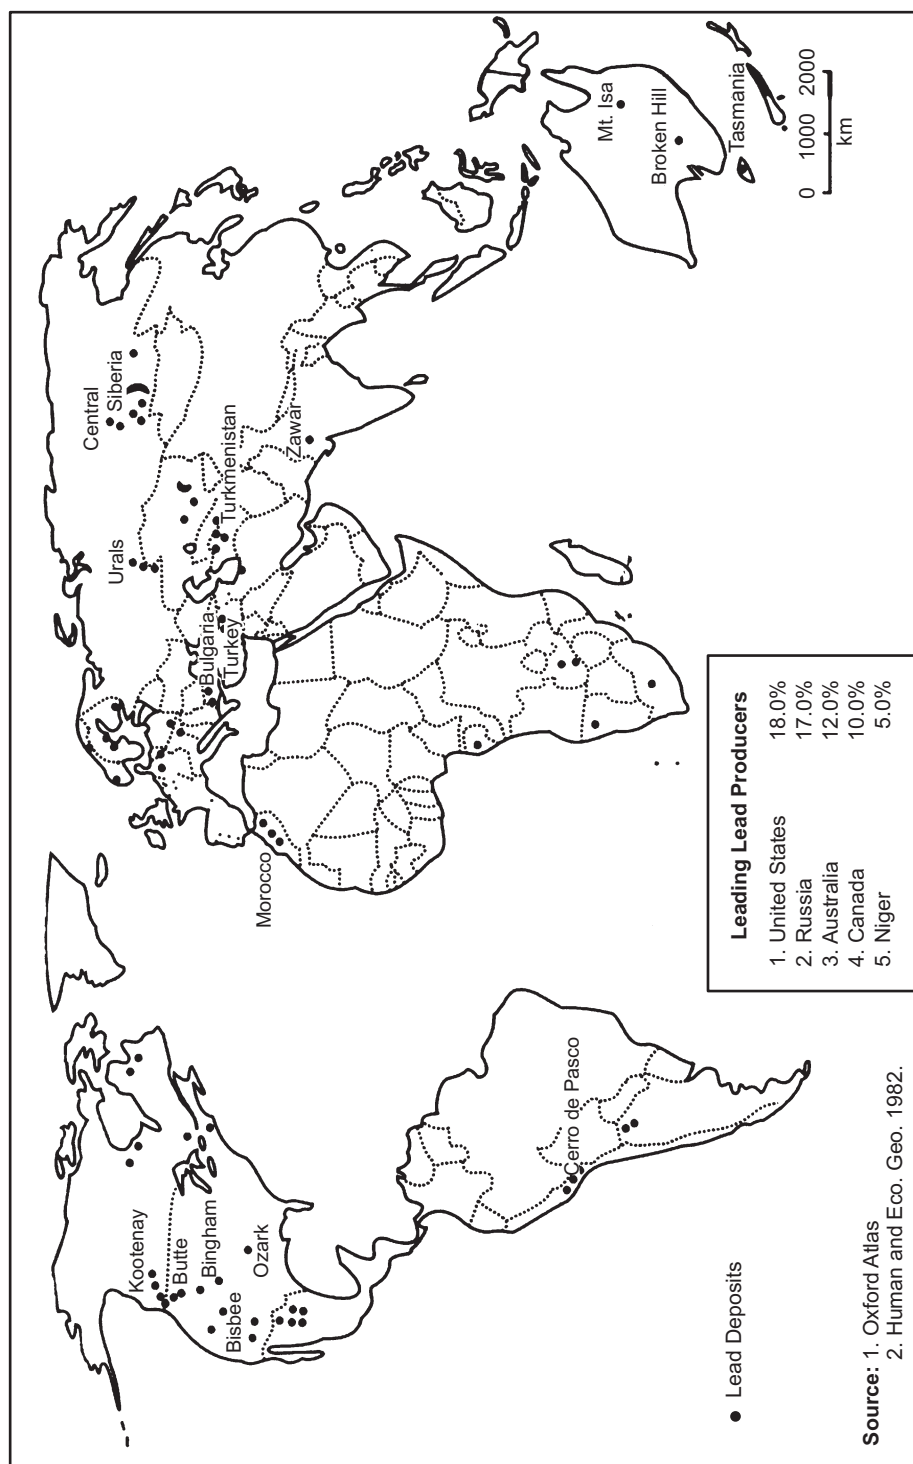 Kootenay
Butte
Bingham
Bisbee
Ozark
Cerro de Pasco
Morocco
Bulgaria
Turkey
Urals
Central
Siberia
Turkmenistan
Zawar
Mt. Isa
Broken Hill
Tasmania
0 1000 2000
km
Lead Deposits
Leading Lead Producers
1. United States 18.0%
2. Russia 17.0%
3. Australia 12.0%
4. Canada 10.0%
5. Niger 5.0%
Source: 1. Oxford Atlas
2. Human and Eco. Geo. 1982.